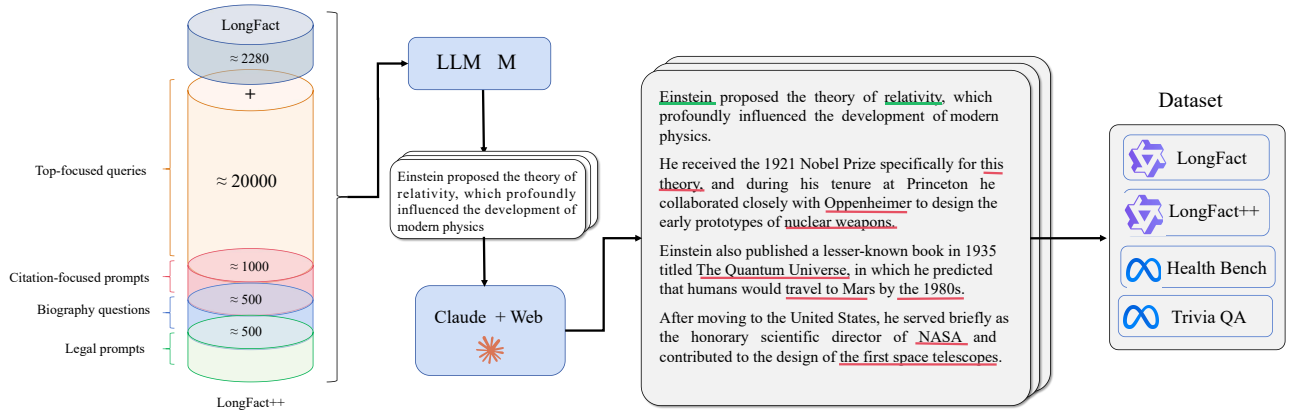 LongFact
≈ 2280
+
Top-focused queries
≈ 20000
Citation-focused prompts
≈ 1000
Biography questions
≈ 500
Legal prompts
≈ 500
LongFact++
LLM M
Einstein proposed the theory of
relativity, which profoundly
influenced the development of
modern physics
Claude + Web
Einstein proposed the theory of relativity, which
profoundly influenced the development of modern
physics.
He received the 1921 Nobel Prize specifically for this
theory, and during his tenure at Princeton he
collaborated closely with Oppenheimer to design the
early prototypes of nuclear weapons.
Einstein also published a lesser-known book in 1935
titled The Quantum Universe, in which he predicted
that humans would travel to Mars by the 1980s.
After moving to the United States, he served briefly as
the honorary scientific director of NASA and
contributed to the design of the first space telescopes.
Dataset
LongFact
LongFact++
Health Bench
Trivia QA